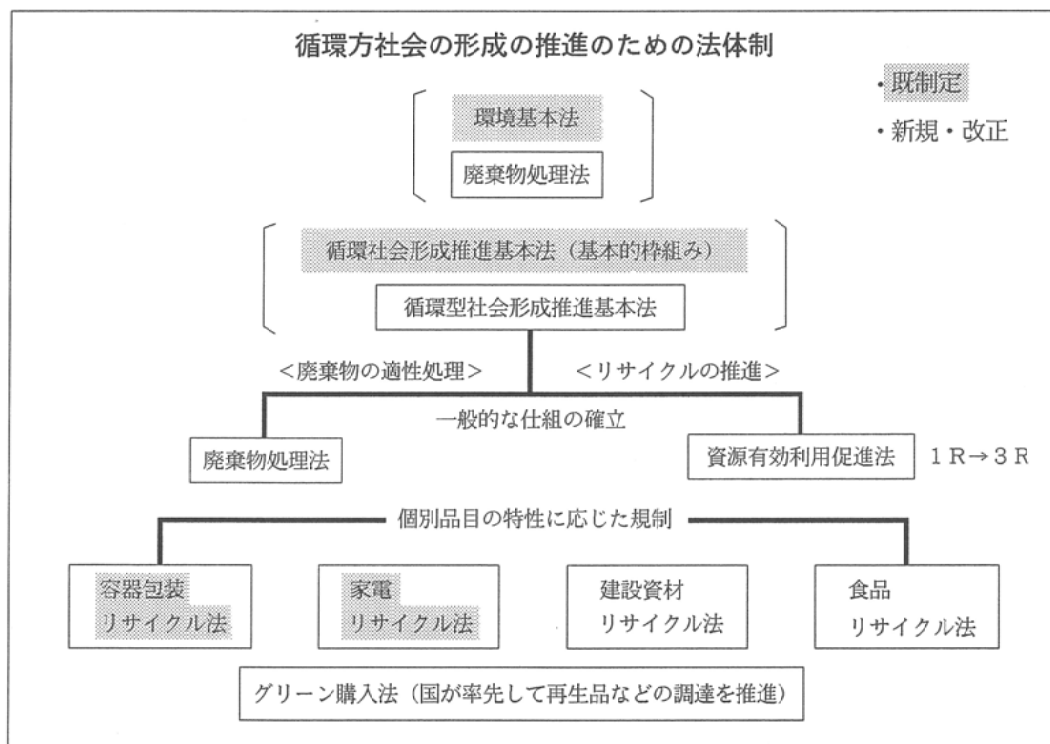 循環方社会の形成の推進のための法体制
・既制定
・新規・改正
環境基本法
廃棄物処理法
循環社会形成推進基本法（基本的枠組み）
循環型社会形成推進基本法
＜廃棄物の適性処理＞
＜リサイクルの推進＞
一般的な仕組の確立
廃棄物処理法
資源有効利用促進法
１Ｒ→３Ｒ
個別品目の特性に応じた規制
容器包装
リサイクル法
家電
リサイクル法
建設資材
リサイクル法
食品
リサイクル法
グリーン購入法（国が率先して再生品などの調達を推進）